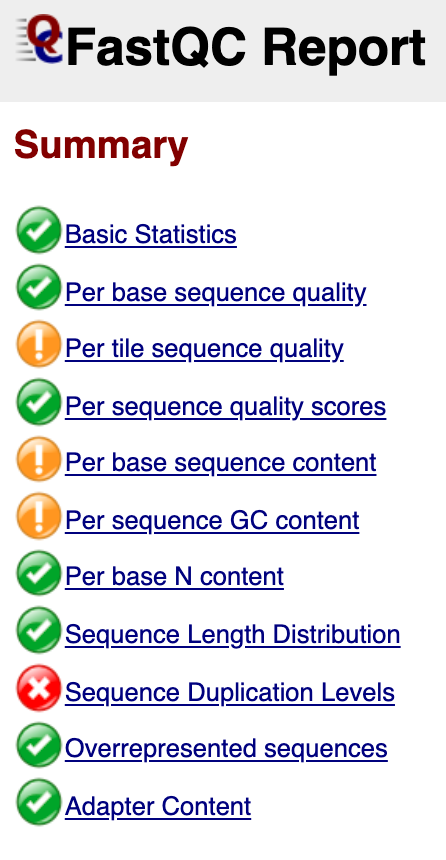 FastQC Report
Summary
Basic Statistics
Per base sequence quality
Per tile sequence quality
Per sequence quality scores
Per base sequence content
Per sequence GC content
Per base N content
Sequence Length Distribution
Sequence Duplication Levels
Overrepresented sequences
Adapter Content